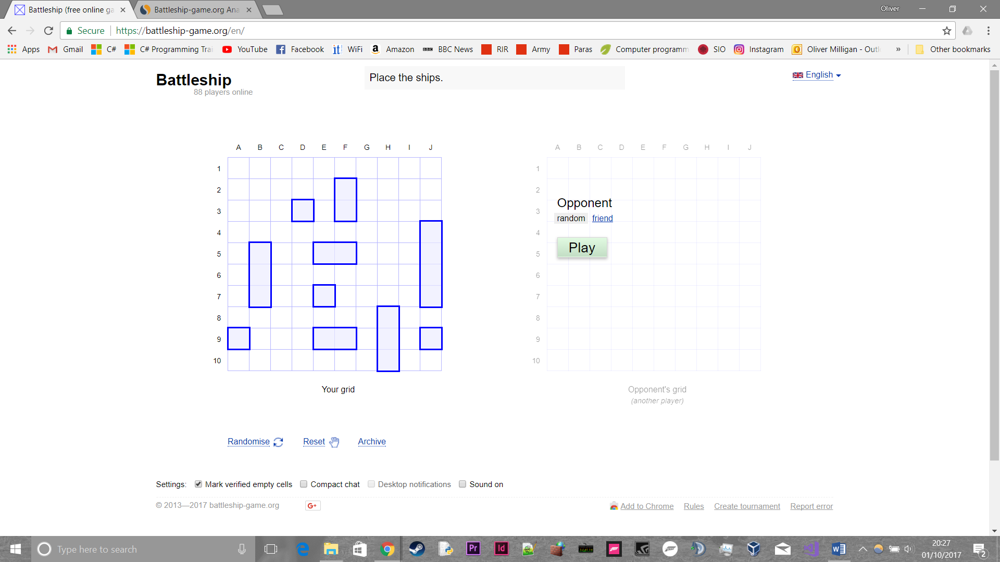 Battleship (free online ga
Battleship-game.org Ana
Oliver
Secure
https://battleship-game.org/en/
Apps
Gmail
C#
C# Programming Trai
YouTube
Facebook
WiFi
Amazon
BBC News
RIR
Army
Paras
Computer programm
SIO
Instagram
Oliver Milligan - Outl
»
Other bookmarks
Battleship
88 players online
Place the ships.
English
A B C D E F G H I J
1
2
3
4
5
6
7
8
9
10
Your grid
A B C D E F G H I J
1
2
3
4
5
6
7
8
9
10
Opponent
random friend
Play
Opponent's grid
(another player)
Randomise
Reset
Archive
Settings:
Mark verified empty cells
Compact chat
Desktop notifications
Sound on
© 2013—2017 battleship-game.org
G+
Add to Chrome
Rules
Create tournament
Report error
Type here to search
Pr
Id
20:27
01/10/2017
2